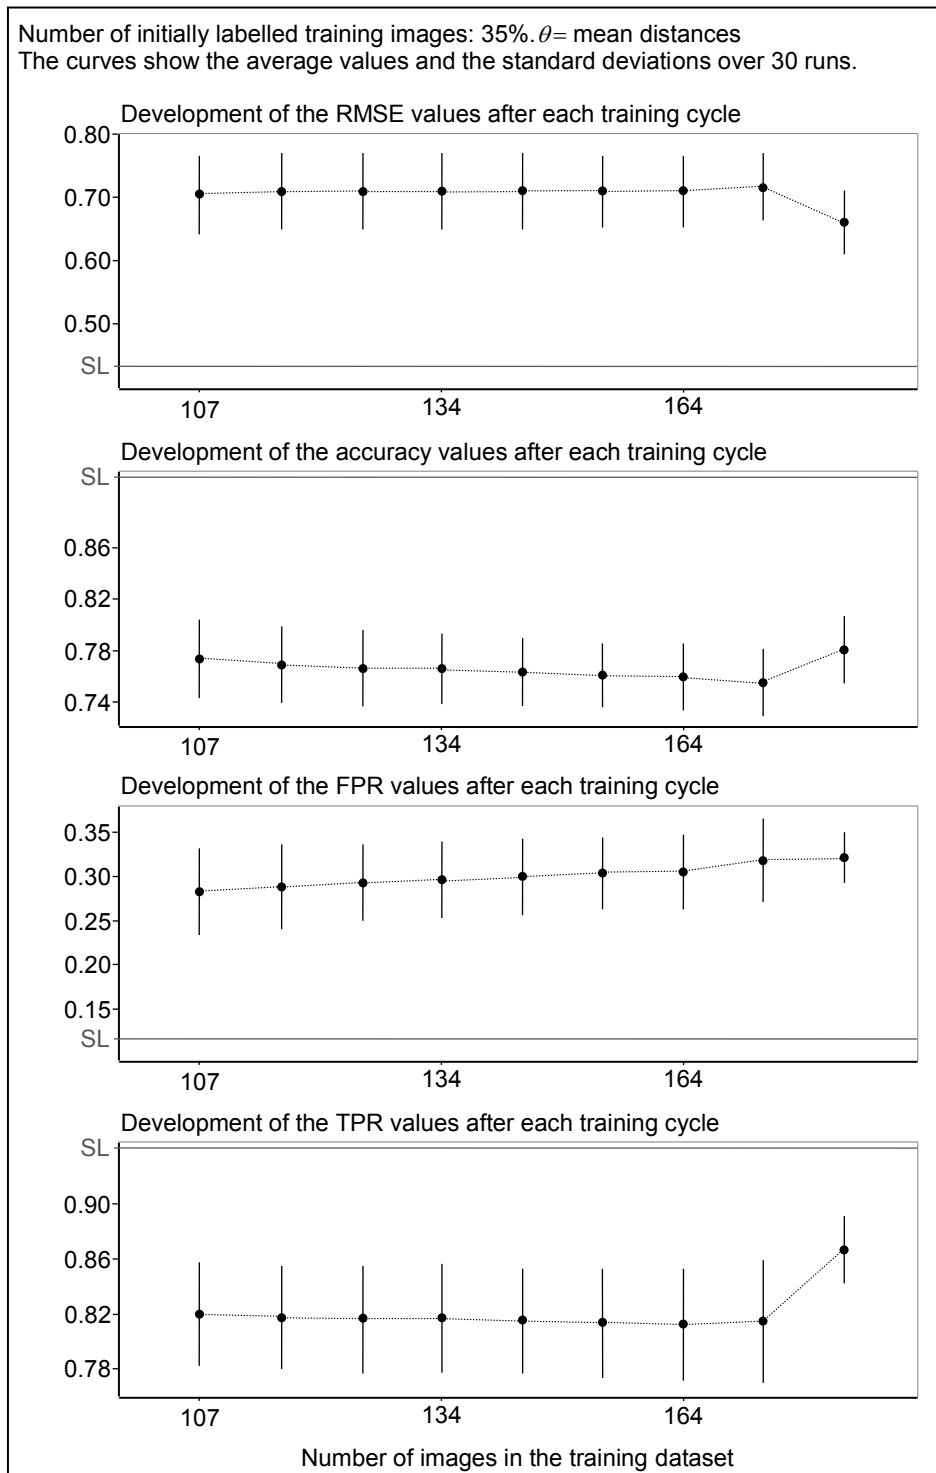 Number of initially labelled training images: 35%. θ= mean distances
The curves show the average values and the standard deviations over 30 runs.
Development of the RMSE values after each training cycle
0.80
0.70
0.60
0.50
SL
107 134 164
Development of the accuracy values after each training cycle
SL
0.86
0.82
0.78
0.74
107 134 164
Development of the FPR values after each training cycle
0.35
0.30
0.25
0.20
0.15
SL
107 134 164
Development of the TPR values after each training cycle
SL
0.90
0.86
0.82
0.78
107 134 164
Number of images in the training dataset